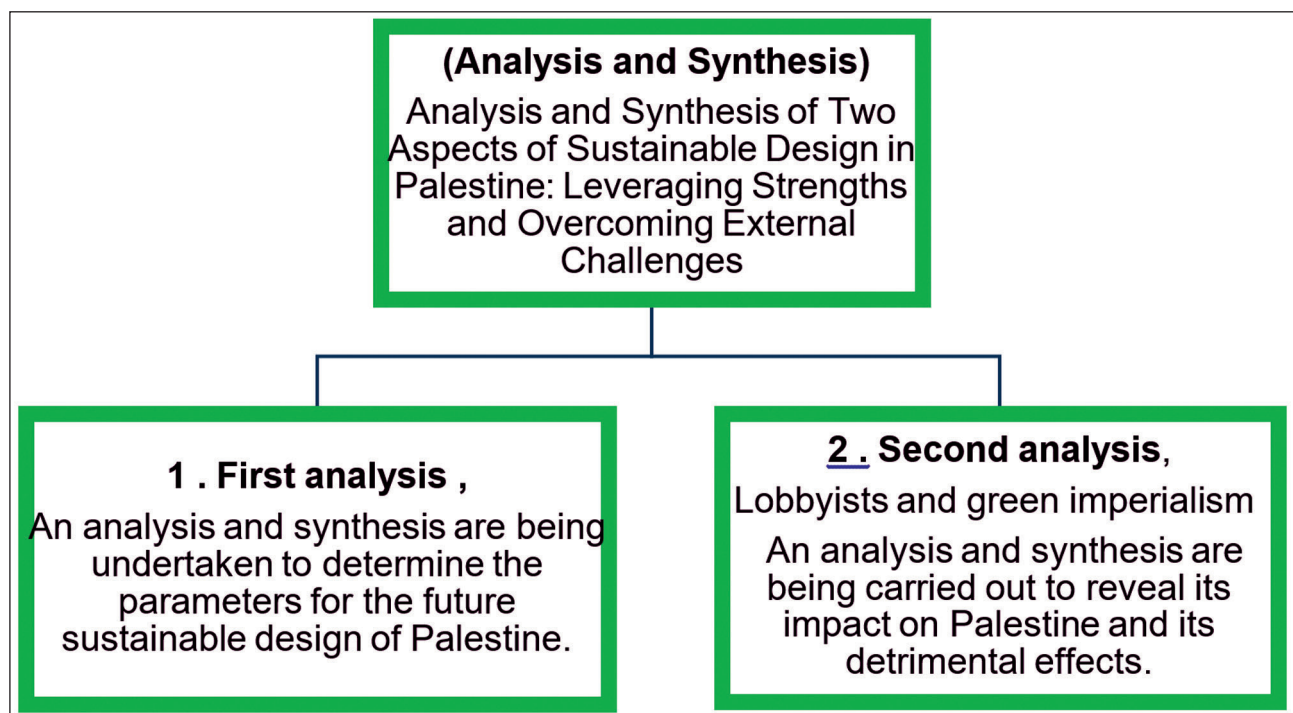 (Analysis and Synthesis)
Analysis and Synthesis of Two
Aspects of Sustainable Design in
Palestine: Leveraging Strengths
and Overcoming External
Challenges
1 . First analysis ,
An analysis and synthesis are being
undertaken to determine the
parameters for the future
sustainable design of Palestine.
2 . Second analysis,
Lobbyists and green imperialism
An analysis and synthesis are
being carried out to reveal its
impact on Palestine and its
detrimental effects.